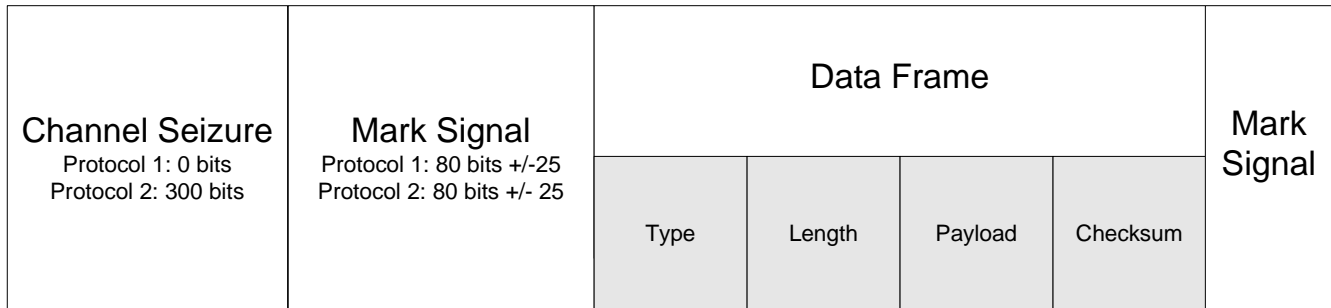 Channel Seizure
Protocol 1: 0 bits
Protocol 2: 300 bits
Mark Signal
Protocol 1: 80 bits +/-25
Protocol 2: 80 bits +/- 25
Data Frame
Type
Length
Payload
Checksum
Mark
Signal